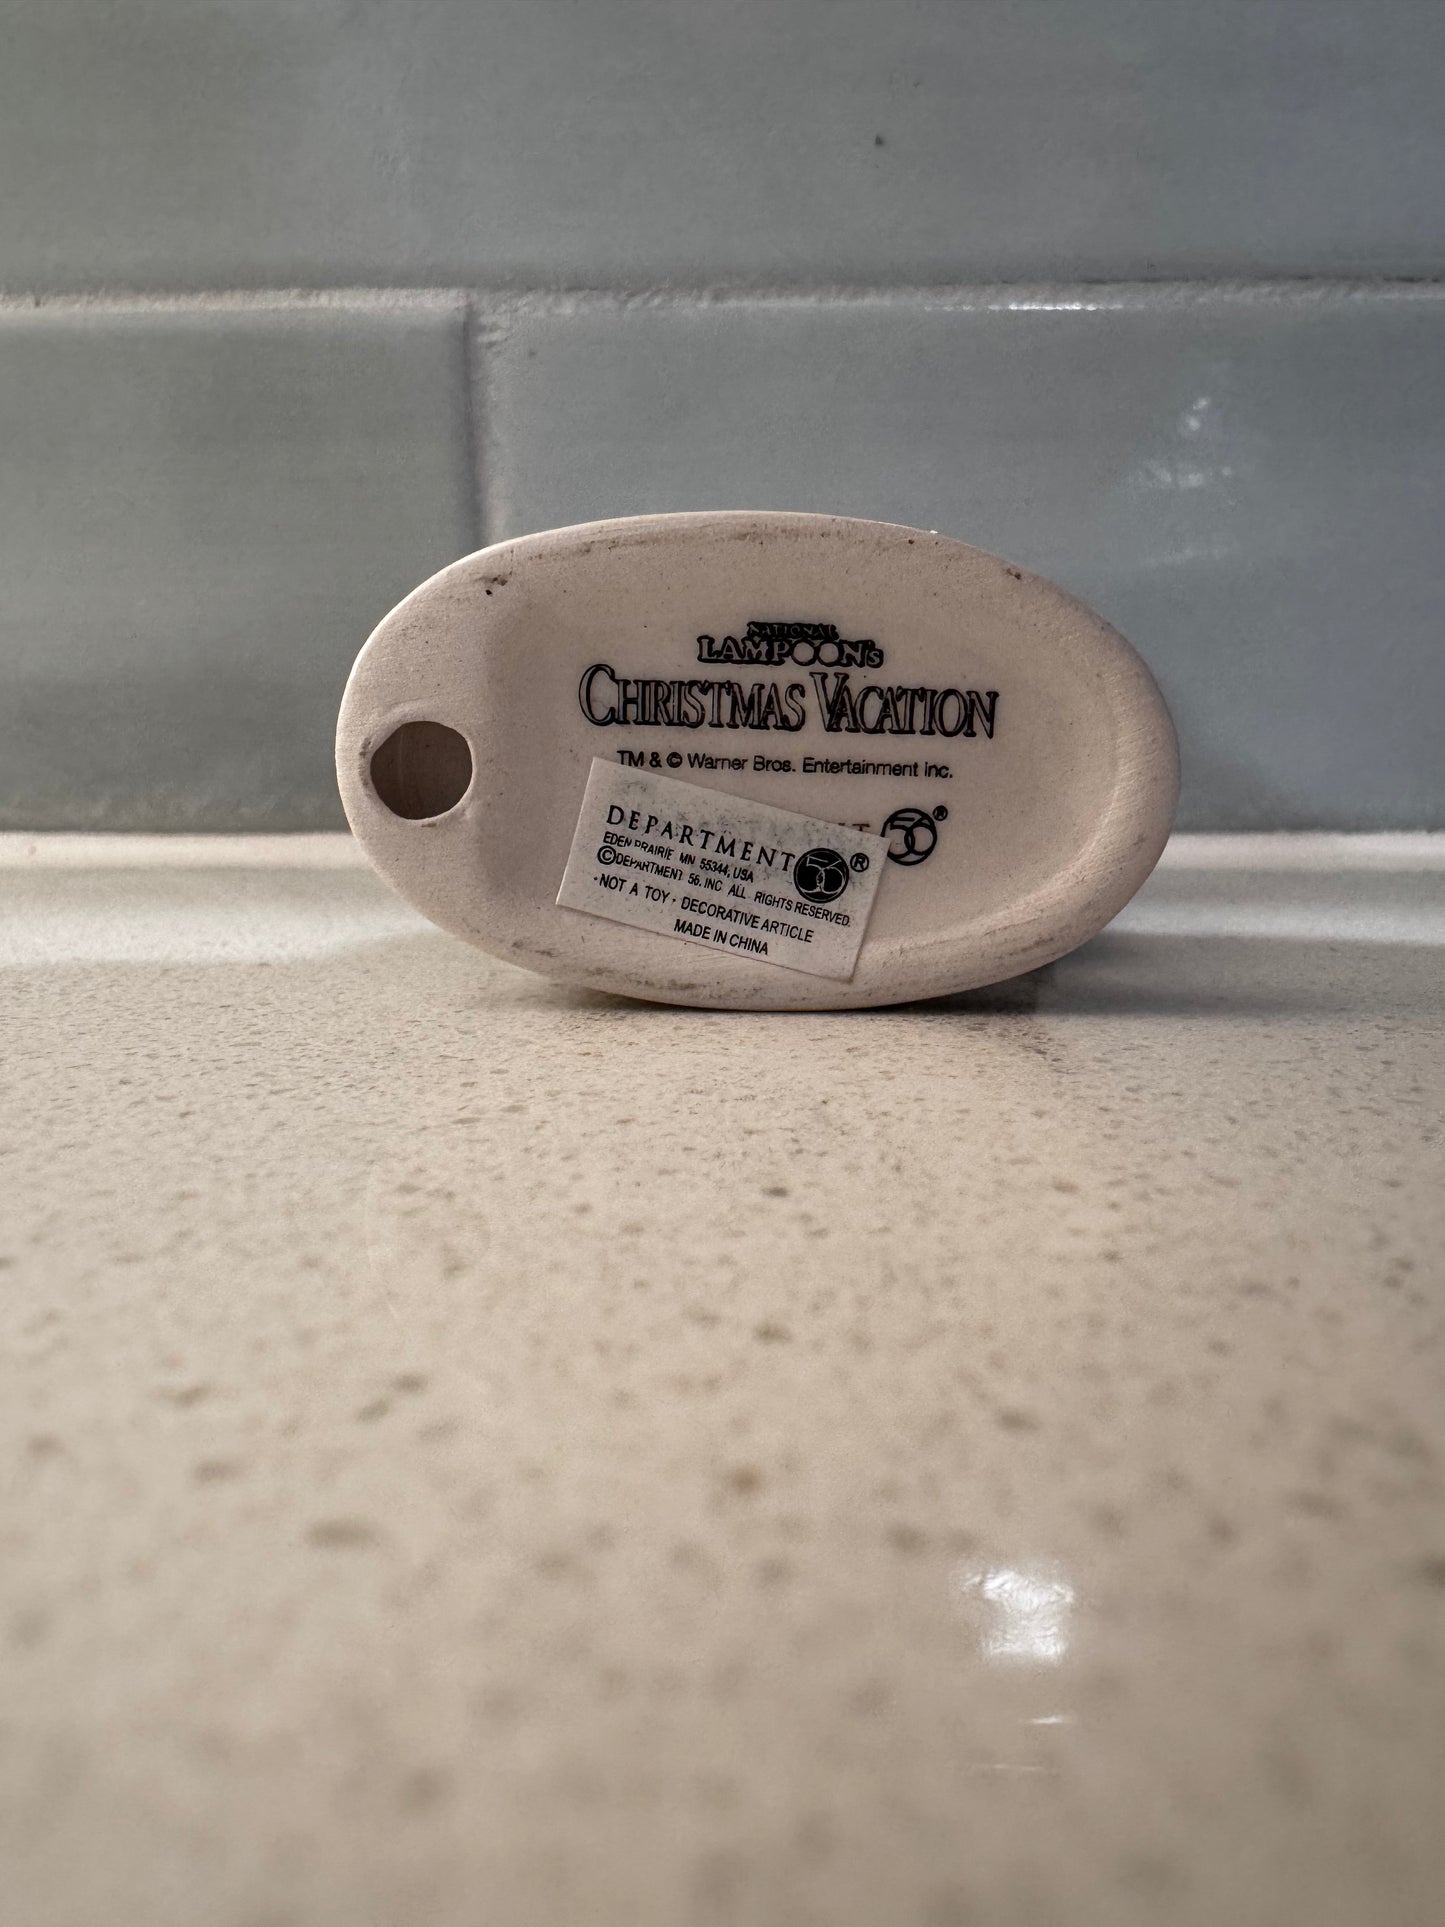 NATIONAL
LAMPOON'S
CHRISTMAS VACATION
TM & © Warner Bros. Entertainment Inc.
56®
DEPARTMENT 56®
EDEN PRAIRIE MN 55344, USA
©DEPARTMENT 56, INC ALL RIGHTS RESERVED.
·NOT A TOY · DECORATIVE ARTICLE
MADE IN CHINA